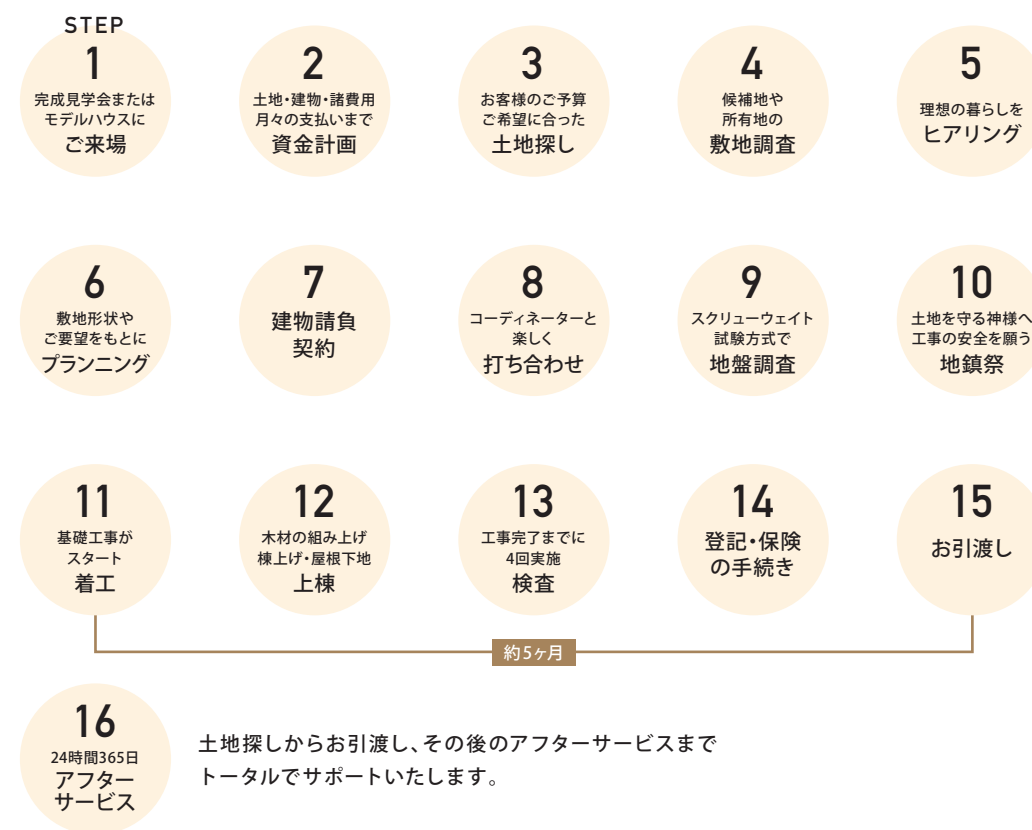 STEP
1
完成見学会または
モデルハウスに
ご来場
2
土地・建物・諸費用
月々の支払いまで
資金計画
3
お客様のご予算
ご希望に合った
土地探し
4
候補地や
所有地の
敷地調査
5
理想の暮らしを
ヒアリング
6
敷地形状や
ご要望をもとに
プランニング
7
建物請負
契約
8
コーディネーターと
楽しく
打ち合わせ
9
スクリューウェイト
試験方式で
地盤調査
10
土地を守る神様へ
工事の安全を願う
地鎮祭
11
基礎工事が
スタート
着工
12
木材の組み上げ
棟上げ・屋根下地
上棟
13
工事完了までに
4回実施
検査
14
登記・保険
の手続き
15
お引渡し
約5ヶ月
16
24時間365日
アフター
サービス
土地探しからお引渡し、その後のアフターサービスまで
トータルでサポートいたします。